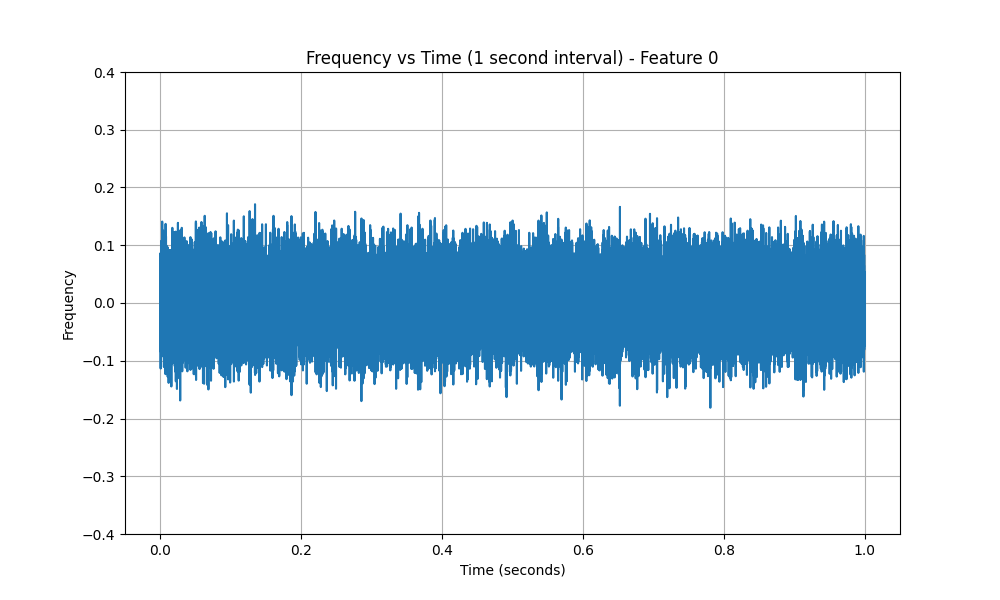 Frequency vs Time (1 second interval) - Feature 0
0.4
0.3
0.2
0.1
0.0
−0.1
−0.2
−0.3
−0.4
Frequency
0.0 0.2 0.4 0.6 0.8 1.0
Time (seconds)